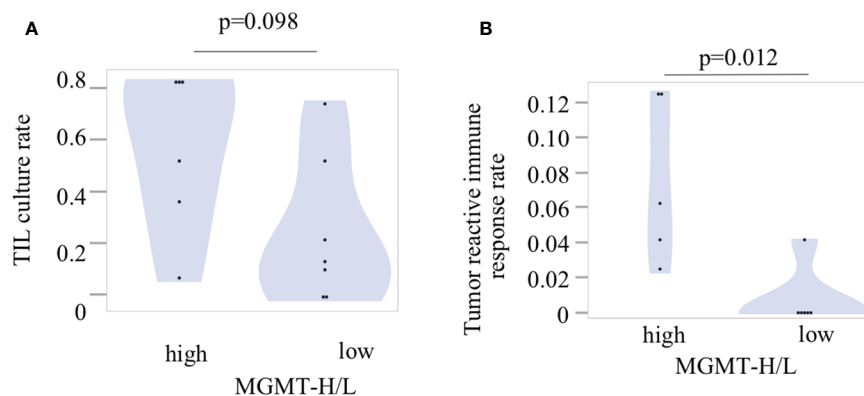 A
p=0.098
TIL culture rate
0.8
0.6
0.4
0.2
0
high
low
MGMT-H/L
B
p=0.012
Tumor reactive immune
response rate
0.12
0.10
0.08
0.06
0.04
0.02
0
high
low
MGMT-H/L